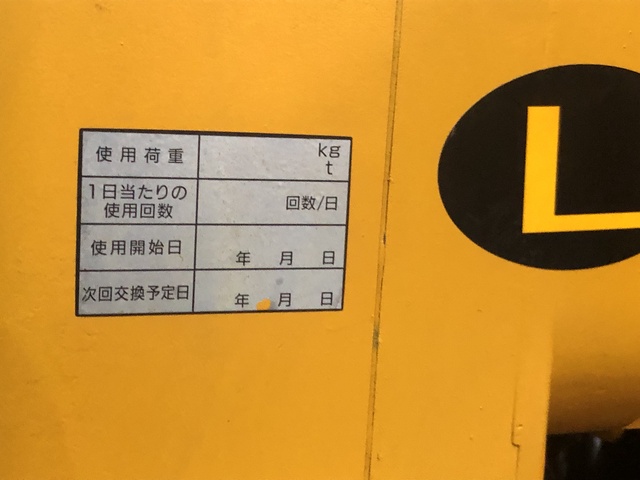 使用荷重 kg
t
1日当たりの
使用回数 回数/日
使用開始日 年 月 日
次回交換予定日 年 月 日
L